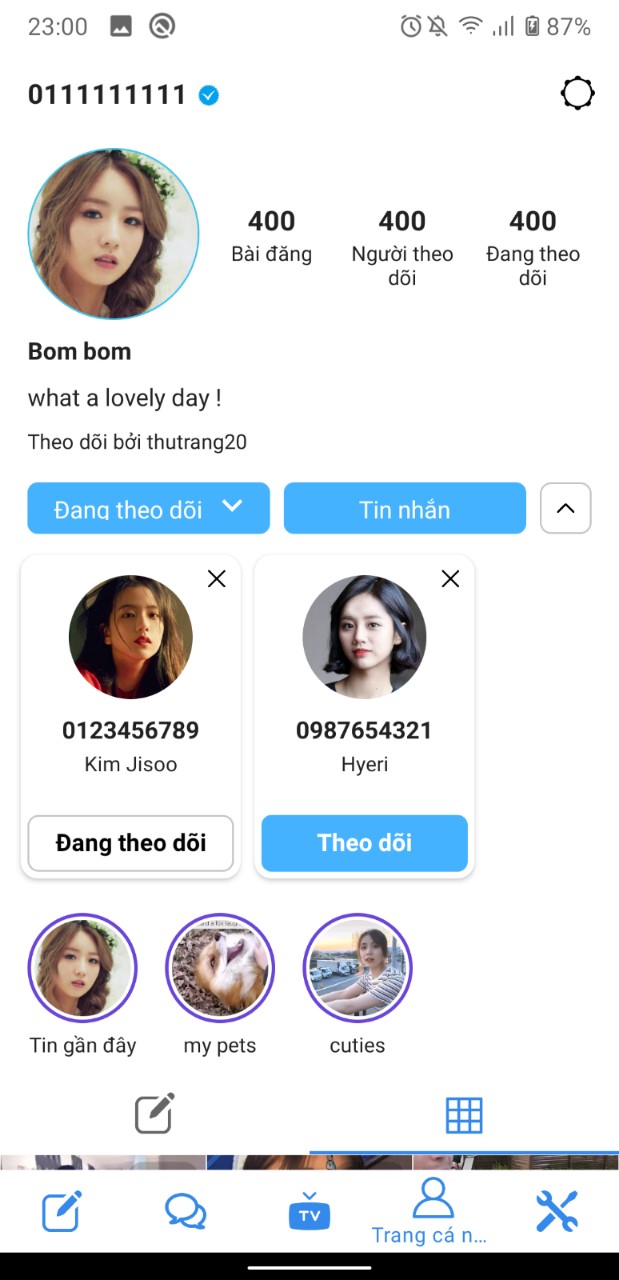 23:00
87%
0111111111
400
400
400
Bài đăng
Người theo
dõi
Đang theo
dõi
Bom bom
what a lovely day !
Theo dõi bởi thutrang20
Đang theo dõi
Tin nhắn
0123456789
0987654321
Kim Jisoo
Hyeri
Đang theo dõi
Theo dõi
Tin gần đây
my pets
cuties
TV
Trang cá n...